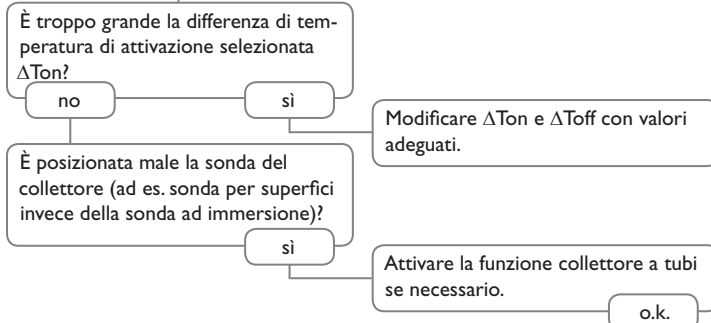 È troppo grande la differenza di tem-
peratura di attivazione selezionata
ΔTon?
no
sì
Modificare ΔTon e ΔToff con valori
adeguati.
È posizionata male la sonda del
collettore (ad es. sonda per superfici
invece della sonda ad immersione)?
sì
Attivare la funzione collettore a tubi
se necessario.
o.k.